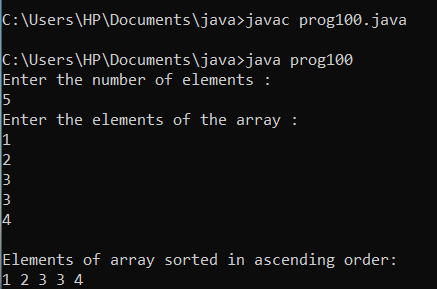 C:\Users\HP\Documents\java>javac prog100.java
C:\Users\HP\Documents\java>java prog100
Enter the number of elements :
5
Enter the elements of the array :
1
2
3
3
4
Elements of array sorted in ascending order:
1 2 3 3 4